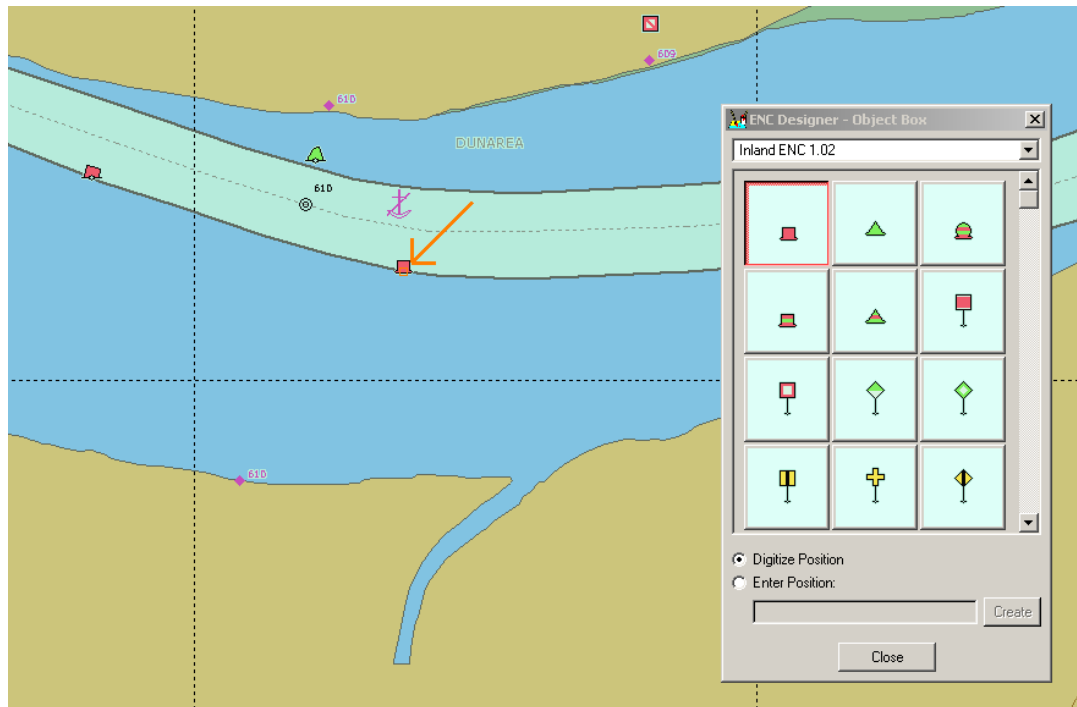 609
610
DUNAREA
610
610
ENC Designer - Object Box
Inland ENC 1.02
Digitize Position
Enter Position:
Create
Close